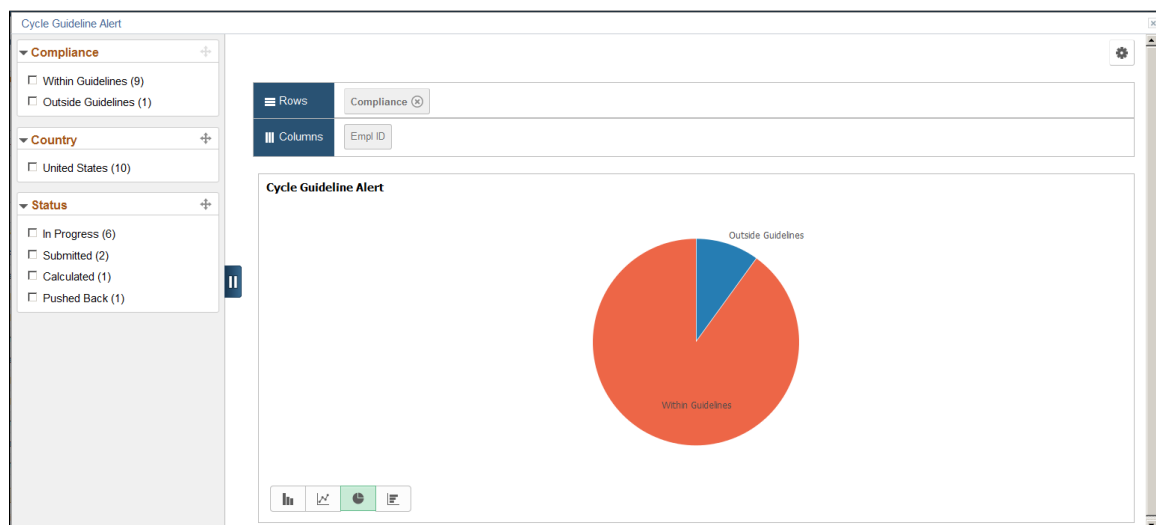 Cycle Guideline Alert
Compliance
Within Guidelines (9)
Outside Guidelines (1)
Country
United States (10)
Status
In Progress (6)
Submitted (2)
Calculated (1)
Pushed Back (1)
Rows
Compliance
Columns
Empl ID
Cycle Guideline Alert
Outside Guidelines
Within Guidelines